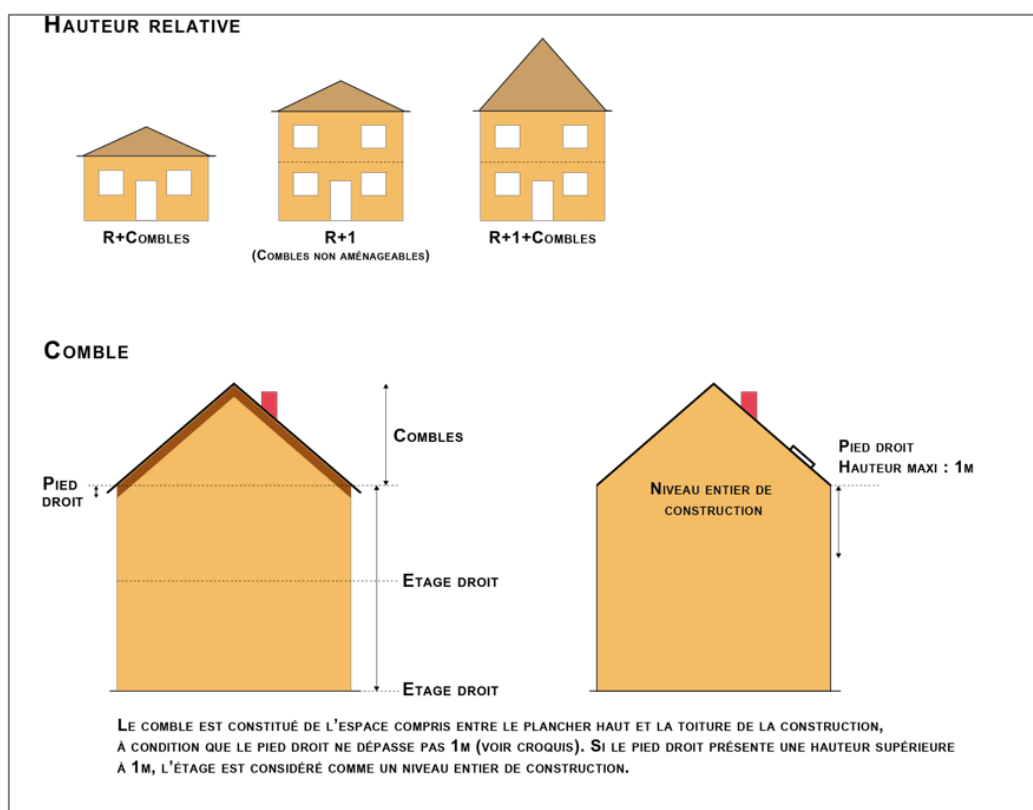 HAUTEUR RELATIVE
R+COMBLES
R+1
(COMBLES NON AMÉNAGEABLES)
R+1+COMBLES
COMBLE
COMBLES
PIED
DROIT
ETAGE DROIT
ETAGE DROIT
NIVEAU ENTIER DE
CONSTRUCTION
PIED DROIT
HAUTEUR MAXI : 1M
LE COMBLE EST CONSTITUÉ DE L'ESPACE COMPRIS ENTRE LE PLANCHER HAUT ET LA TOITURE DE LA CONSTRUCTION,
À CONDITION QUE LE PIED DROIT NE DÉPASSE PAS 1M (VOIR CROQUIS). SI LE PIED DROIT PRÉSENTE UNE HAUTEUR SUPÉRIEURE
À 1M, L'ÉTAGE EST CONSIDÉRÉ COMME UN NIVEAU ENTIER DE CONSTRUCTION.